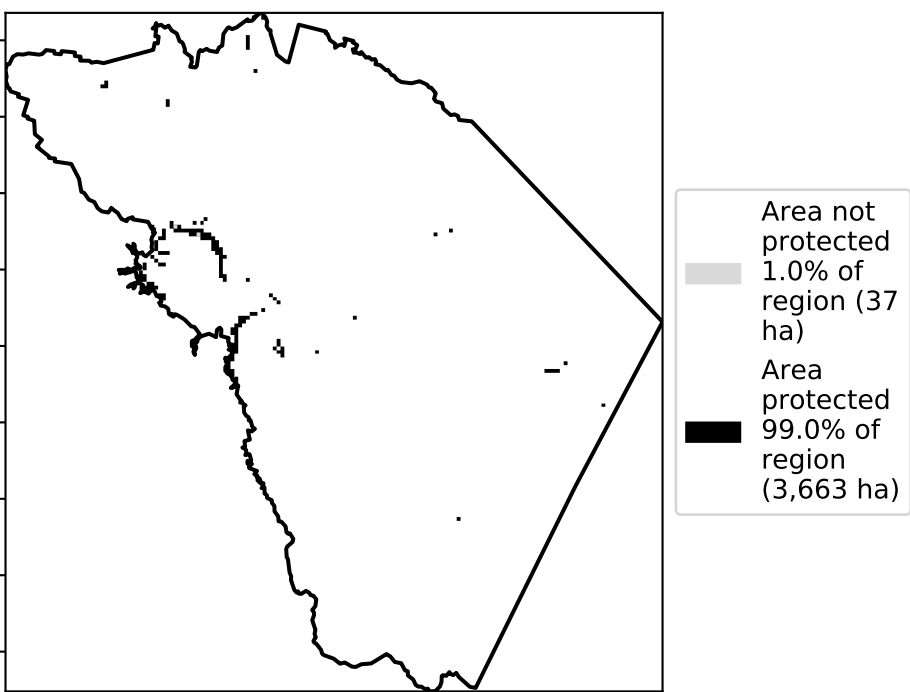 Area not
protected
1.0% of
region (37
ha)
Area
protected
99.0% of
region
(3,663 ha)